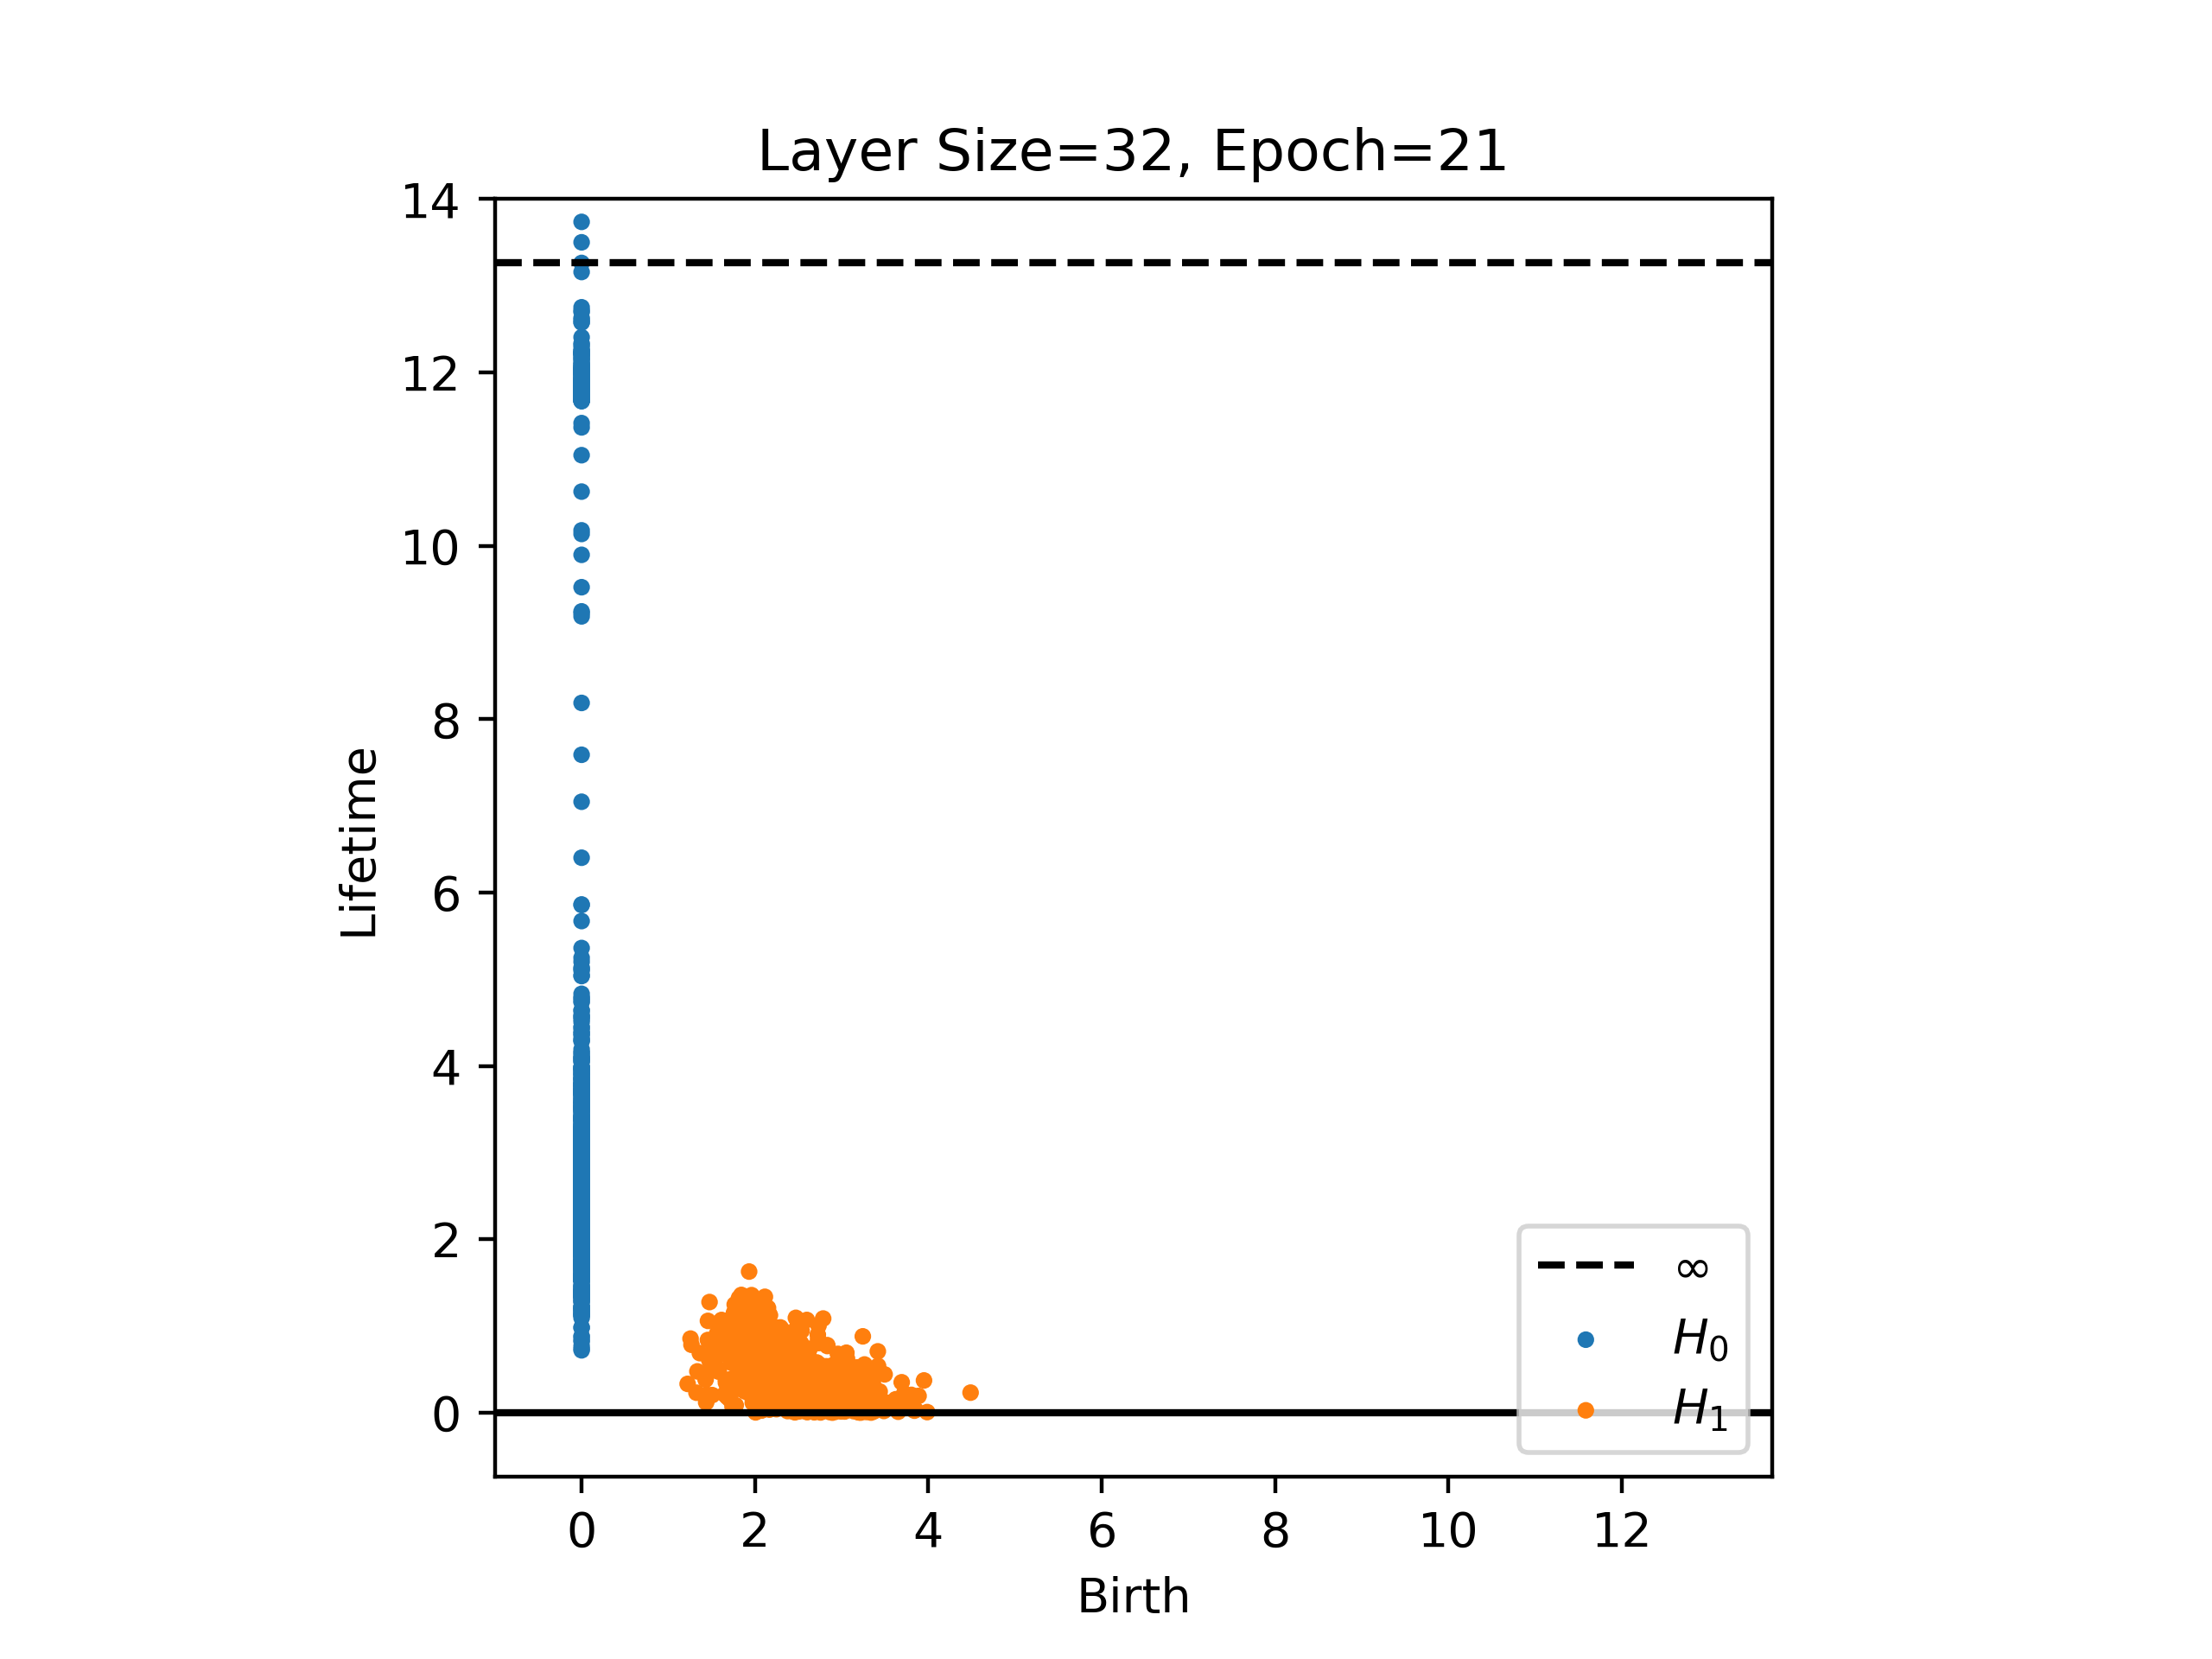 Layer Size=32, Epoch=21
14
12
10
8
6
4
2
0
Lifetime
0 2 4 6 8 10 12
Birth
∞
H₀
H₁